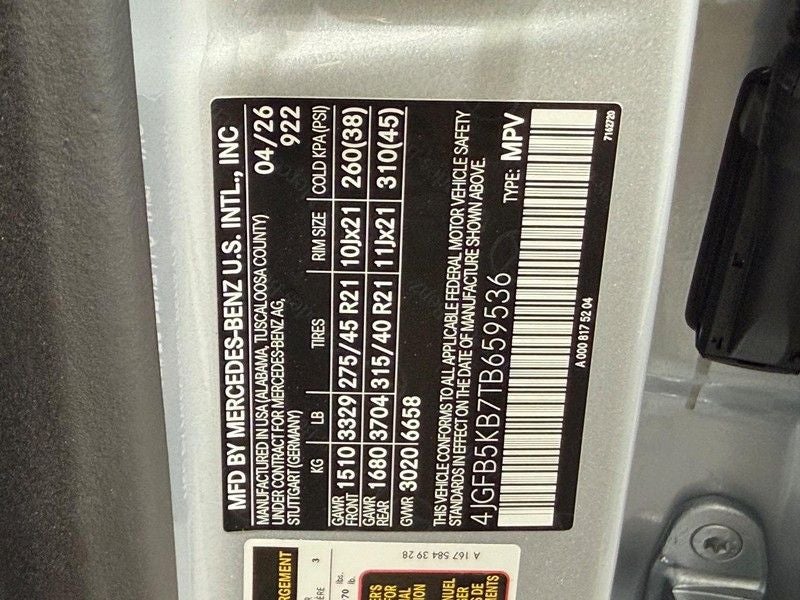 MFD BY MERCEDES-BENZ U.S. INTL., INC
MANUFACTURED IN USA (ALABAMA, TUSCALOOSA COUNTY) 04/26
UNDER CONTRACT FOR MERCEDES-BENZ AG, 922
STUTTGART (GERMANY)
KG LB TIRES RIM SIZE COLD KPA(PSI)
GAWR FRONT 1510 3329 275/45 R21 10Jx21 260(38)
GAWR REAR 1680 3704 315/40 R21 11Jx21 310(45)
GVWR 3020 6658
THIS VEHICLE CONFORMS TO ALL APPLICABLE FEDERAL MOTOR VEHICLE SAFETY
STANDARDS IN EFFECT ON THE DATE OF MANUFACTURE SHOWN ABOVE.
4JGFB5KB7TB659536 TYPE: MPV
A 000 817 52 04
7162720
A 167 584 39 28
3
lbs.
lb.